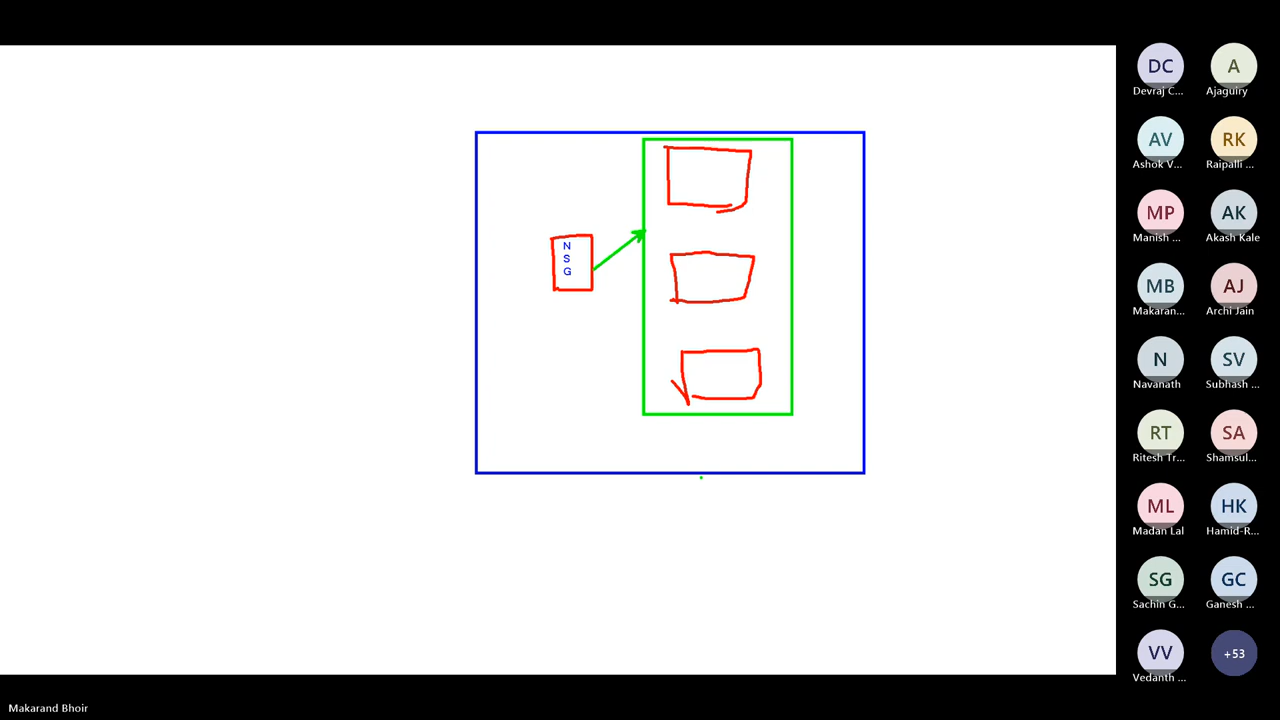 N
S
G
DC
A
Devraj C...
Ajagulry
AV
RK
Ashok V...
Raipalli ...
MP
AK
Manish ...
Akash Kale
MB
AJ
Makaran...
Archi Jain
N
SV
Navanath
Subhash ...
RT
SA
Ritesh Tr...
Shamsul...
ML
HK
Madan Lal
Hamid-R...
SG
GC
Sachin G...
Ganesh ...
VV
+53
Vedanth ...
Makarand Bhoir